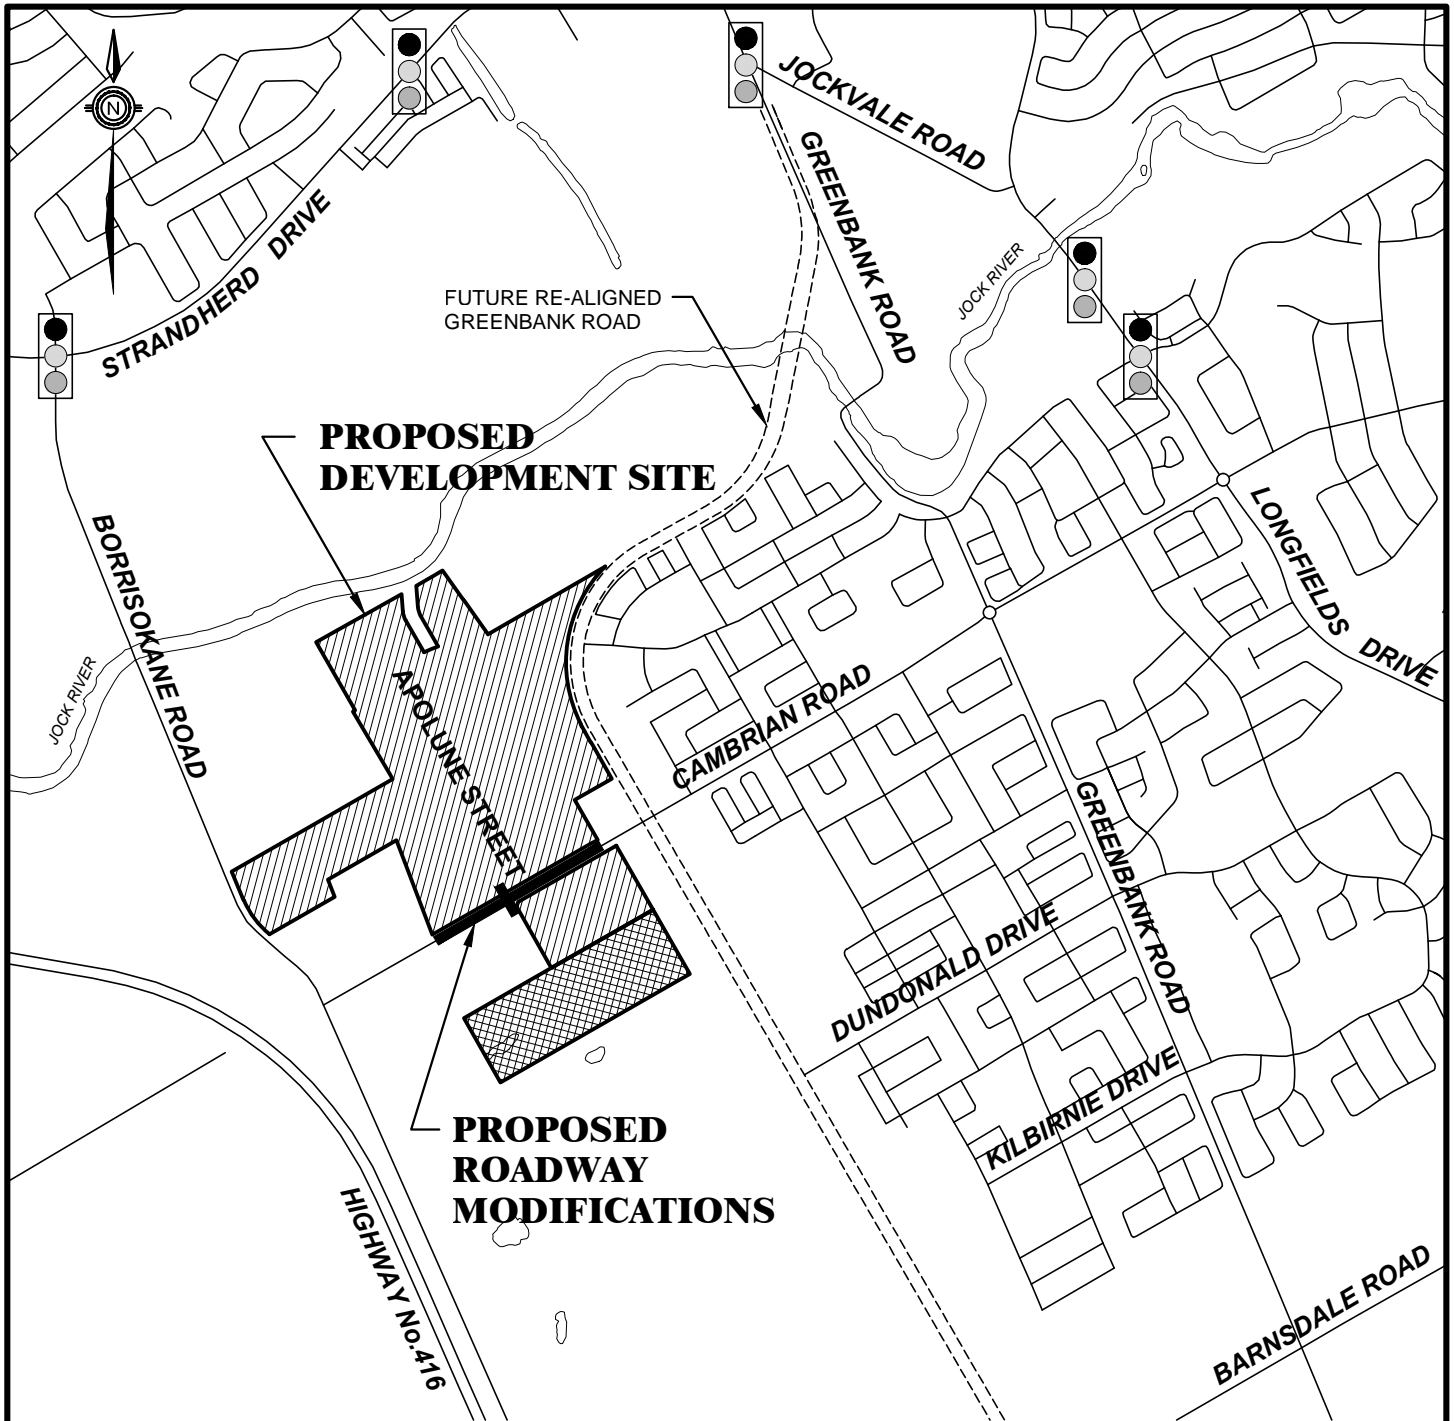 N
JOCKVALE ROAD
GREENBANK ROAD
STRANDHERD DRIVE
JOCK RIVER
FUTURE RE-ALIGNED
GREENBANK ROAD
PROPOSED
DEVELOPMENT SITE
BORRISOKANE ROAD
LONGFIELDS DRIVE
JOCK RIVER
APOLUNE STREET
CAMBRIAN ROAD
GREENBANK ROAD
DUNDONALD DRIVE
KILBIRNIE DRIVE
PROPOSED
ROADWAY
MODIFICATIONS
HIGHWAY No.416
BARNSDALE ROAD